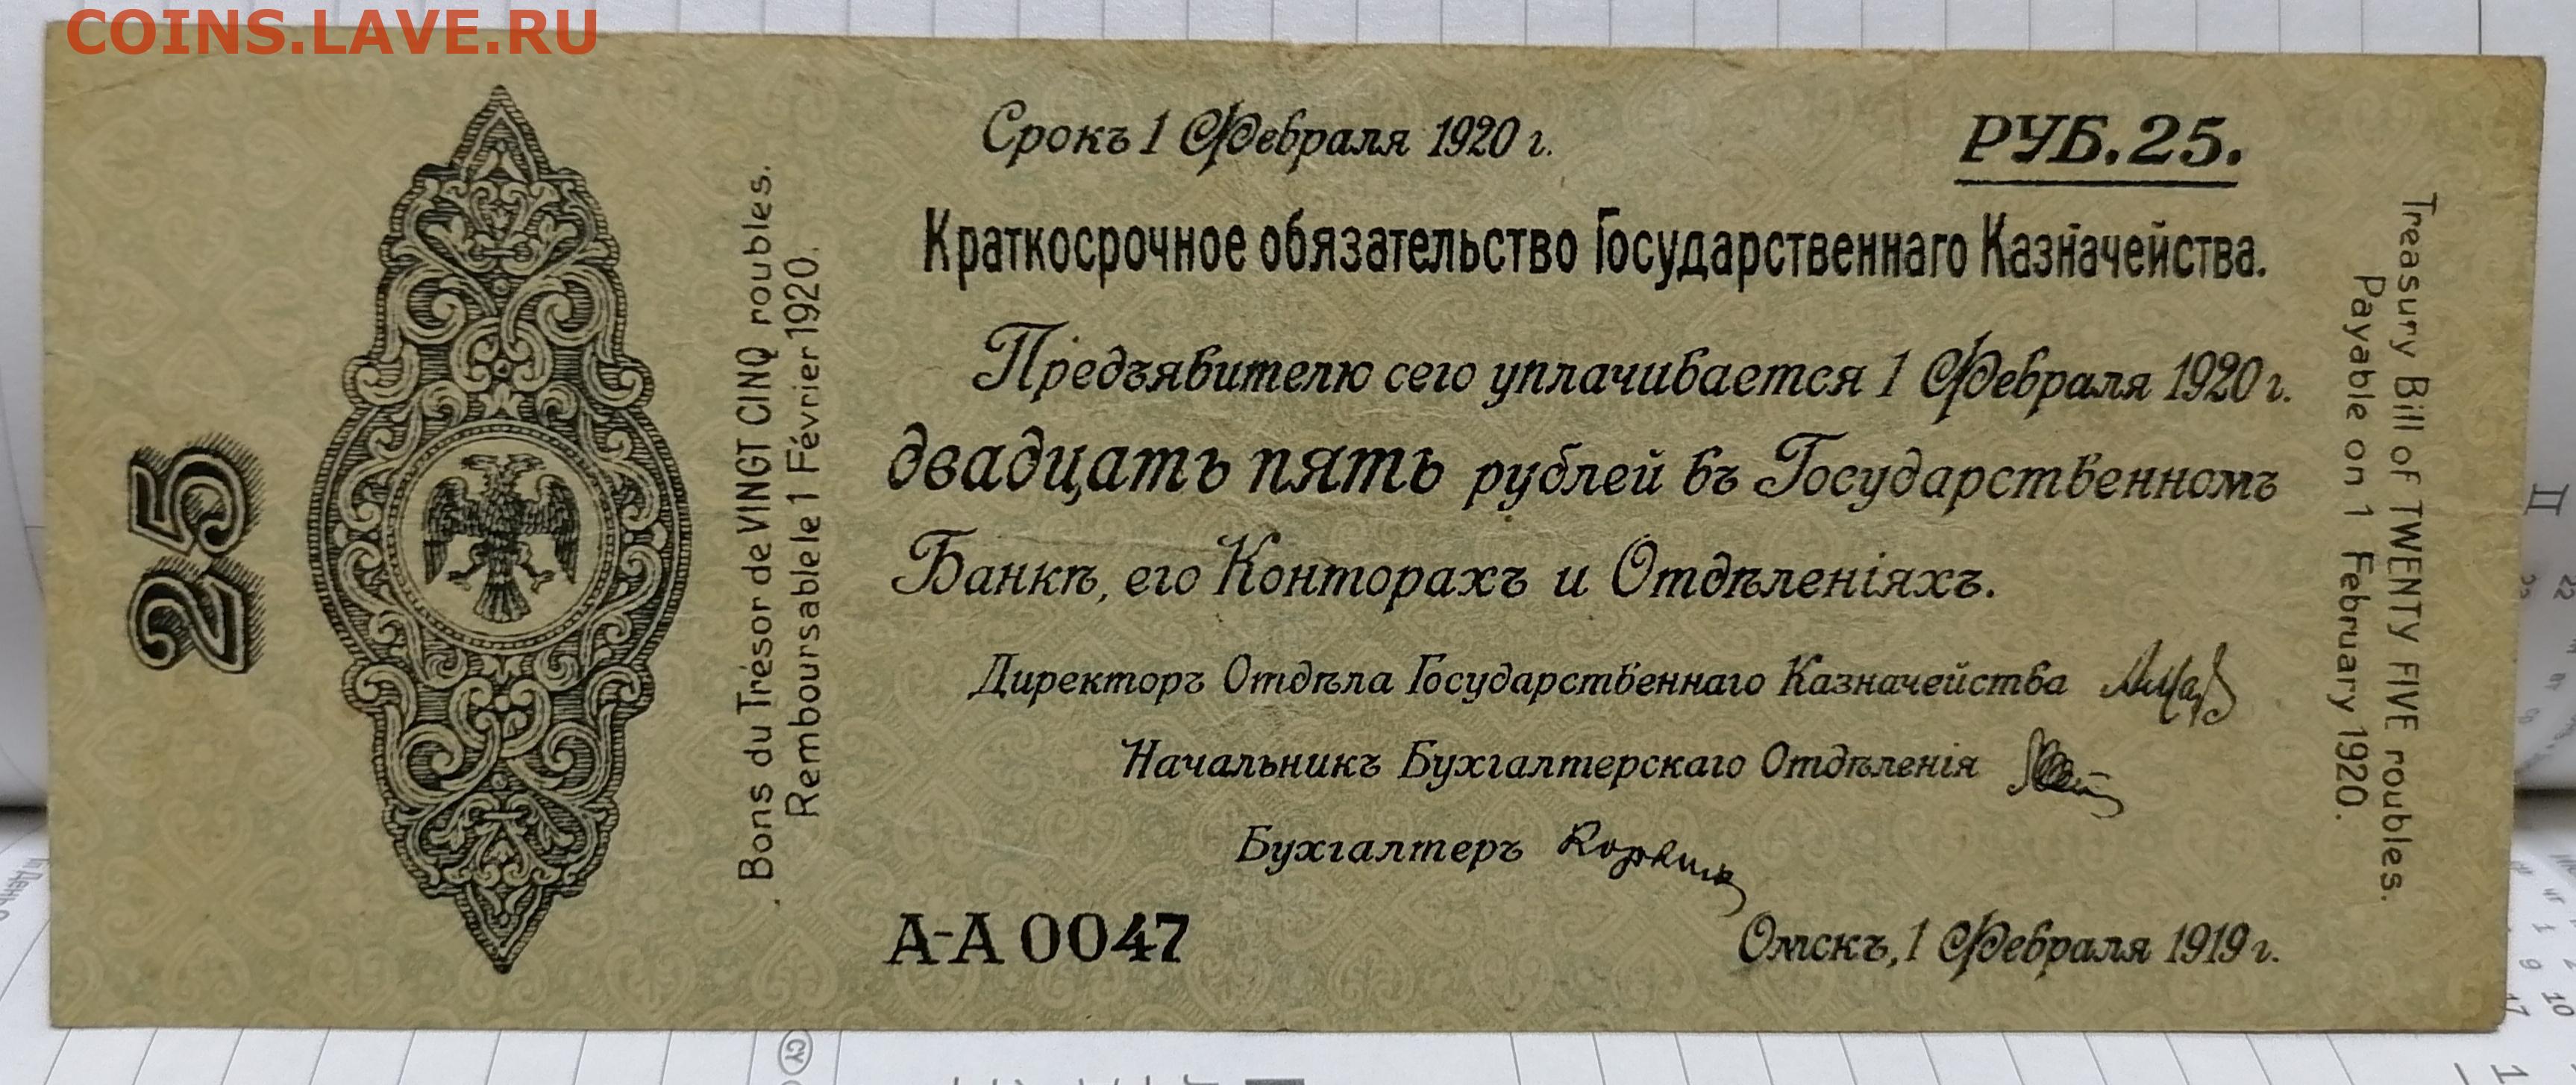 COINS.LAVE.RU
25
Bons du Trésor de VINGT CINQ roubles.
Remboursable le 1 Février 1920.
Срокъ 1 Февраля 1920 г.
РУБ. 25.
Краткосрочное обязательство Государственнаго Казначейства.
Предъявителю сего уплачивается 1 Февраля 1920 г.
двадцать пять рублей въ Государственномъ
Банкѣ, его Конторахъ и Отдѣленіяхъ.
Директоръ Отдѣла Государственнаго Казначейства
Начальникъ Бухгалтерскаго Отдѣленія
Бухгалтеръ
А-А 0047
Омскъ, 1 Февраля 1919 г.
Treasury Bill of TWENTY FIVE roubles.
Payable on 1 February 1920.